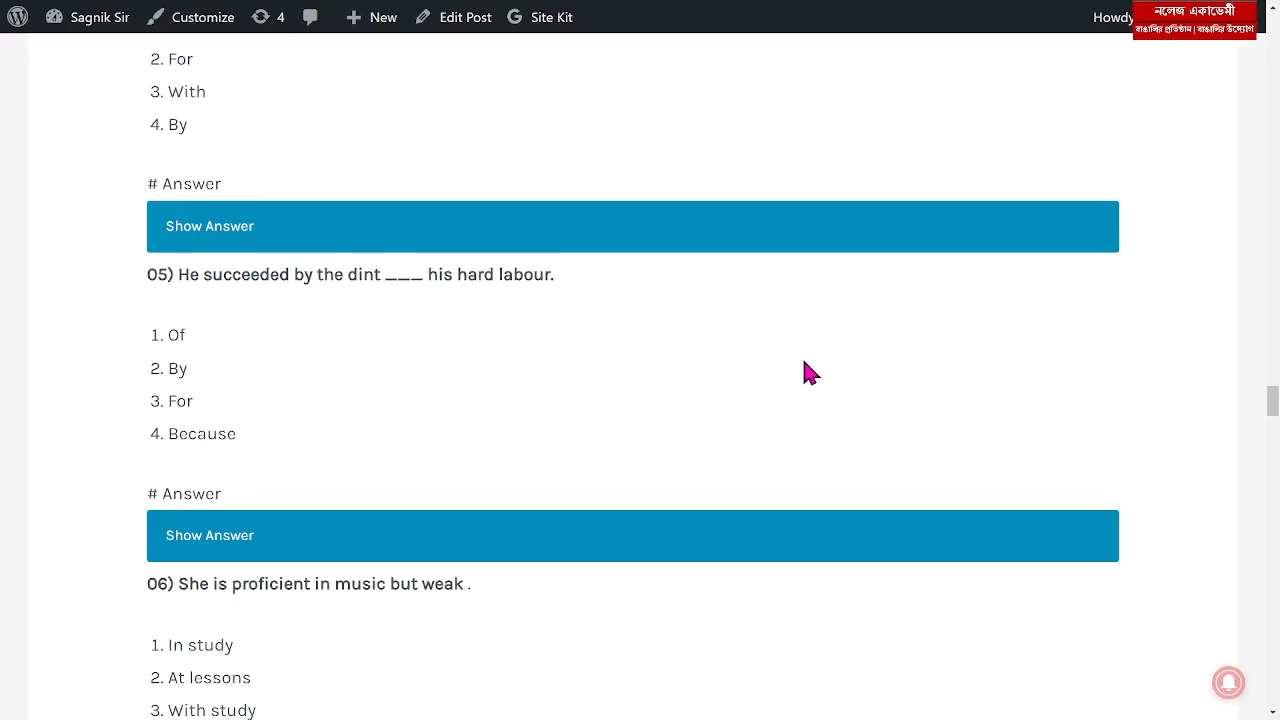 Sagnik Sir Customize 4 New Edit Post Site Kit Howdy
নলেজ একাডেমী
বাঙালির প্রতিষ্ঠান | বাঙালির উদ্যোগ
2. For
3. With
4. By
# Answer
Show Answer
05) He succeeded by the dint ___ his hard labour.
1. Of
2. By
3. For
4. Because
# Answer
Show Answer
06) She is proficient in music but weak .
1. In study
2. At lessons
3. With study